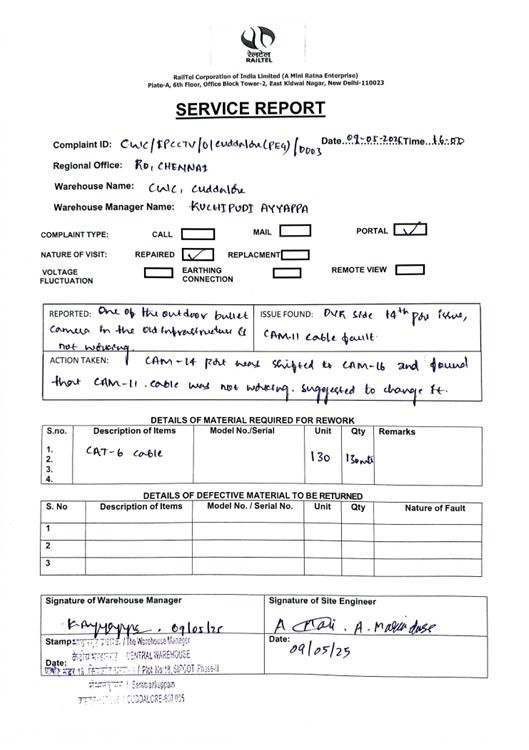 रेलटेल
RAILTEL
RailTel Corporation of India Limited (A Mini Ratna Enterprise)
Plate-A, 6th Floor, Office Block Tower-2, East Kidwai Nagar, New Delhi-110023
SERVICE REPORT
Complaint ID: CWC/IPCCTV/O/Cuddalore(PEG)/0003 Date 09-05-2025 Time 16-00
Regional Office: RO, CHENNAI
Warehouse Name: CWC, Cuddalore
Warehouse Manager Name: KUCHIPUDI AYYAPPA
COMPLAINT TYPE: CALL MAIL PORTAL ✓
NATURE OF VISIT: REPAIRED ✓ REPLACMENT
VOLTAGE FLUCTUATION EARTHING CONNECTION REMOTE VIEW
REPORTED: One of the outdoor bullet
camera in the old infrastructure is
not working
ISSUE FOUND: DVR side 14th port issue,
CAM-11 cable fault.
ACTION TAKEN: CAM-14 Port was shifted to CAM-16 and found
that CAM-11 cable was not working. suggested to change it.
DETAILS OF MATERIAL REQUIRED FOR REWORK
S.no. Description of Items Model No./Serial Unit Qty Remarks
1. CAT-6 cable 130
2.
3.
4.
DETAILS OF DEFECTIVE MATERIAL TO BE RETURNED
S. No Description of Items Model No. / Serial No. Unit Qty Nature of Fault
1
2
3
Signature of Warehouse Manager
09/05/25
Stamp: / The Warehouse Manager
CENTRAL WAREHOUSE
Date: / Plot No.18, SIPCOT Phase-II
/ Semmankuppam
/ CUDDALORE-607 005
Signature of Site Engineer
Date:
09/05/25